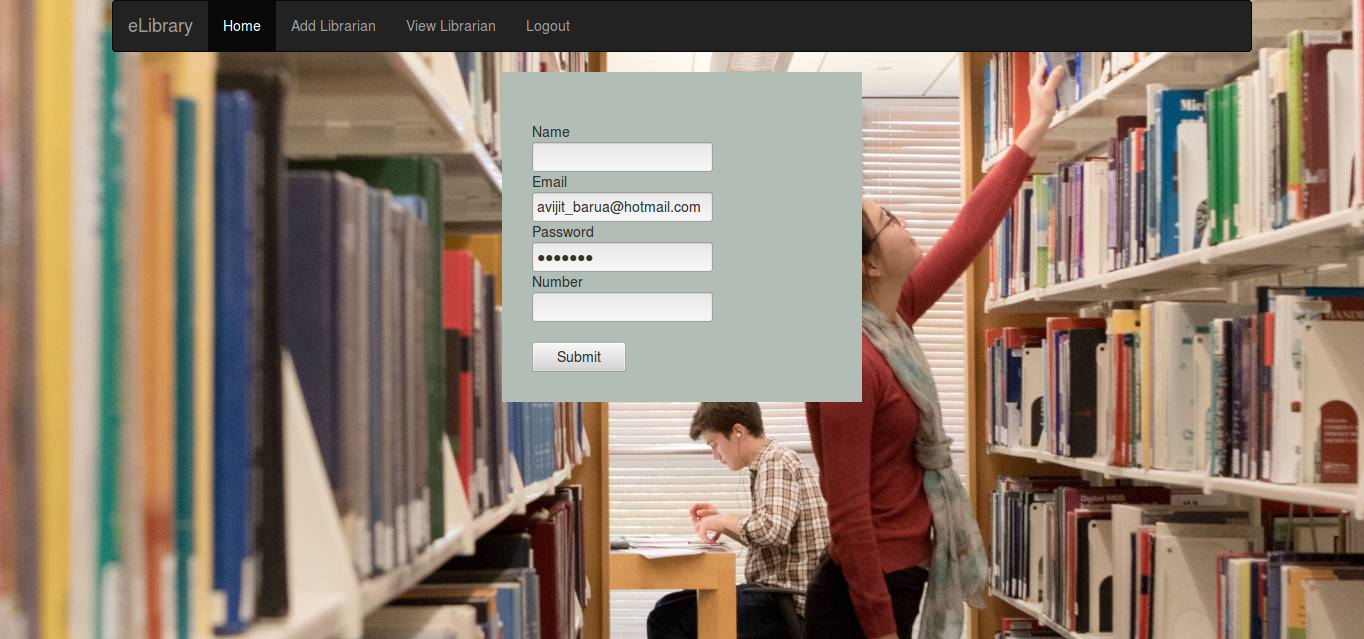 eLibrary Home Add Librarian View Librarian Logout
Name
Email
avijit_barua@hotmail.com
Password
•••••••
Number
Submit